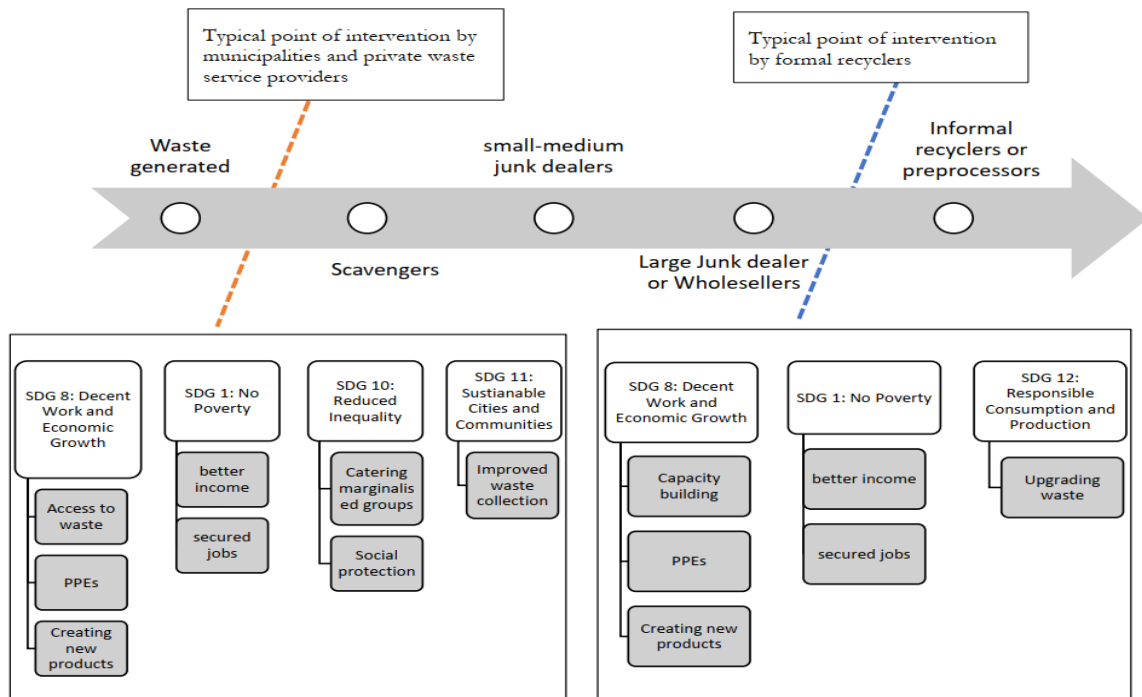 Typical point of intervention by
municipalities and private waste
service providers
Typical point of intervention
by formal recyclers
Waste
generated
small-medium
junk dealers
Informal
recyclers or
preprocessors
Scavengers
Large Junk dealer
or Wholesellers
SDG 8: Decent
Work and
Economic
Growth
Access to
waste
PPEs
Creating
new
products
SDG 1: No
Poverty
better
income
secured
jobs
SDG 10:
Reduced
Inequality
Catering
marginalis
ed groups
Social
protection
SDG 11:
Sustianable
Cities and
Communities
Improved
waste
collection
SDG 8: Decent
Work and
Economic Growth
Capacity
building
PPEs
Creating new
products
SDG 1: No Poverty
better income
secured jobs
SDG 12:
Responsible
Consumption and
Production
Upgrading
waste